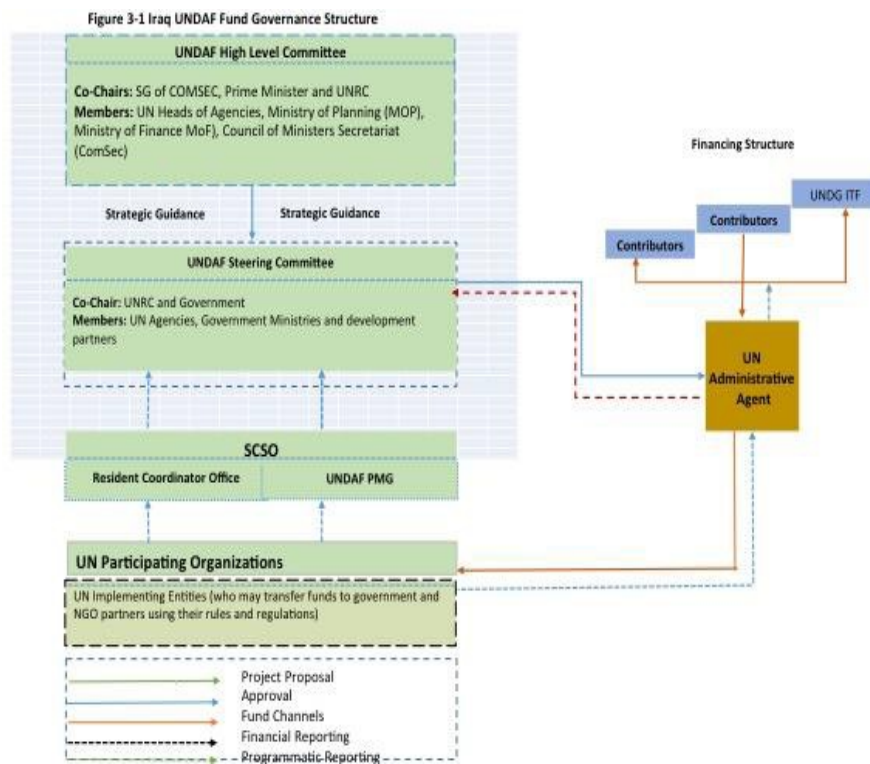 Figure 3-1 Iraq UNDAF Fund Governance Structure
UNDAF High Level Committee
Co-Chairs: SG of COMSEC, Prime Minister and UNRC
Members: UN Heads of Agencies, Ministry of Planning (MOP),
Ministry of Finance MoF), Council of Ministers Secretariat
(ComSec)
Strategic Guidance
Strategic Guidance
UNDAF Steering Committee
Co-Chair: UNRC and Government
Members: UN Agencies, Government Ministries and development
partners
SCSO
Resident Coordinator Office
UNDAF PMG
UN Participating Organizations
UN Implementing Entities (who may transfer funds to government and
NGO partners using their rules and regulations)
Project Proposal
Approval
Fund Channels
Financial Reporting
Programmatic Reporting
Financing Structure
UNDG ITF
Contributors
Contributors
UN
Administrative
Agent